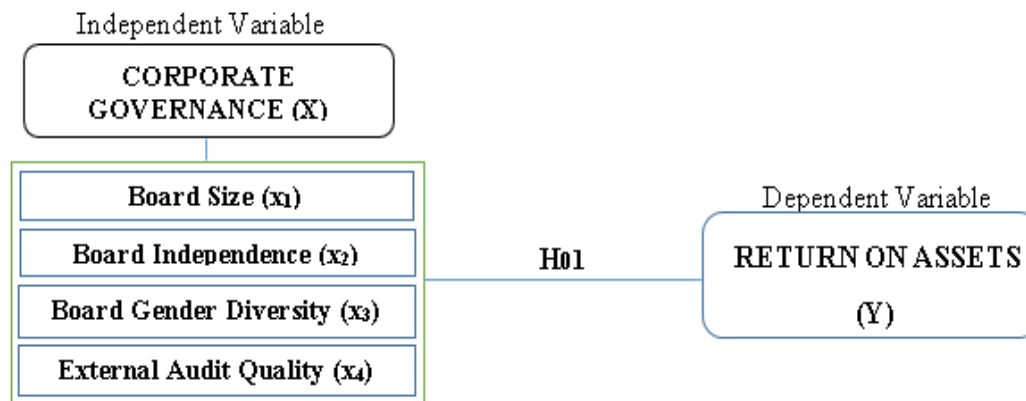 Independent Variable
CORPORATE
GOVERNANCE (X)
Board Size (x₁)
Board Independence (x₂)
Board Gender Diversity (x₃)
External Audit Quality (x₄)
H01
Dependent Variable
RETURN ON ASSETS
(Y)